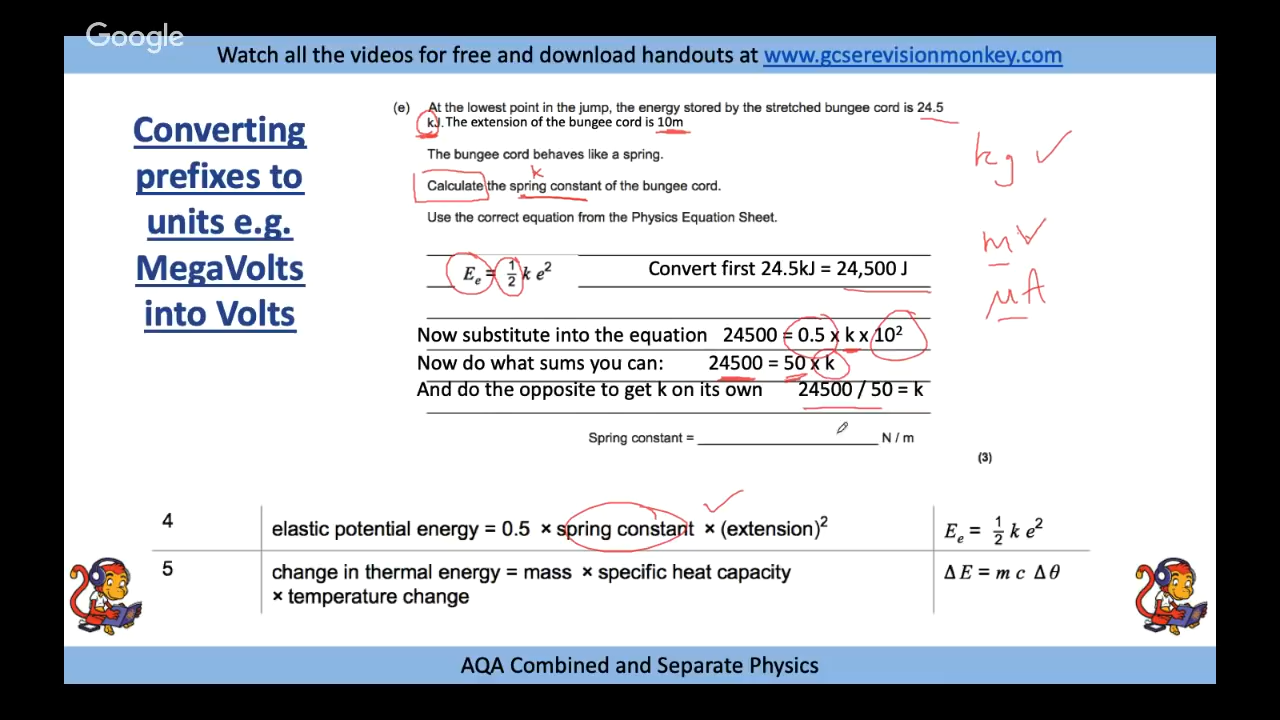 Google
Watch all the videos for free and download handouts at www.gcserevisionmonkey.com
Converting
prefixes to
units e.g.
MegaVolts
into Volts
(e) At the lowest point in the jump, the energy stored by the stretched bungee cord is 24.5
kJ. The extension of the bungee cord is 10m
The bungee cord behaves like a spring.
k
Calculate the spring constant of the bungee cord.
Use the correct equation from the Physics Equation Sheet.
Eₑ = 1/2 k e² Convert first 24.5kJ = 24,500 J
Now substitute into the equation 24500 = 0.5 x k x 10²
Now do what sums you can: 24500 = 50 x k
And do the opposite to get k on its own 24500 / 50 = k
Spring constant = ____________ N / m
(3)
kg ✓
mV
μA
4 elastic potential energy = 0.5 × spring constant × (extension)² Eₑ = 1/2 k e²
5 change in thermal energy = mass × specific heat capacity ΔE = m c Δθ
× temperature change
AQA Combined and Separate Physics